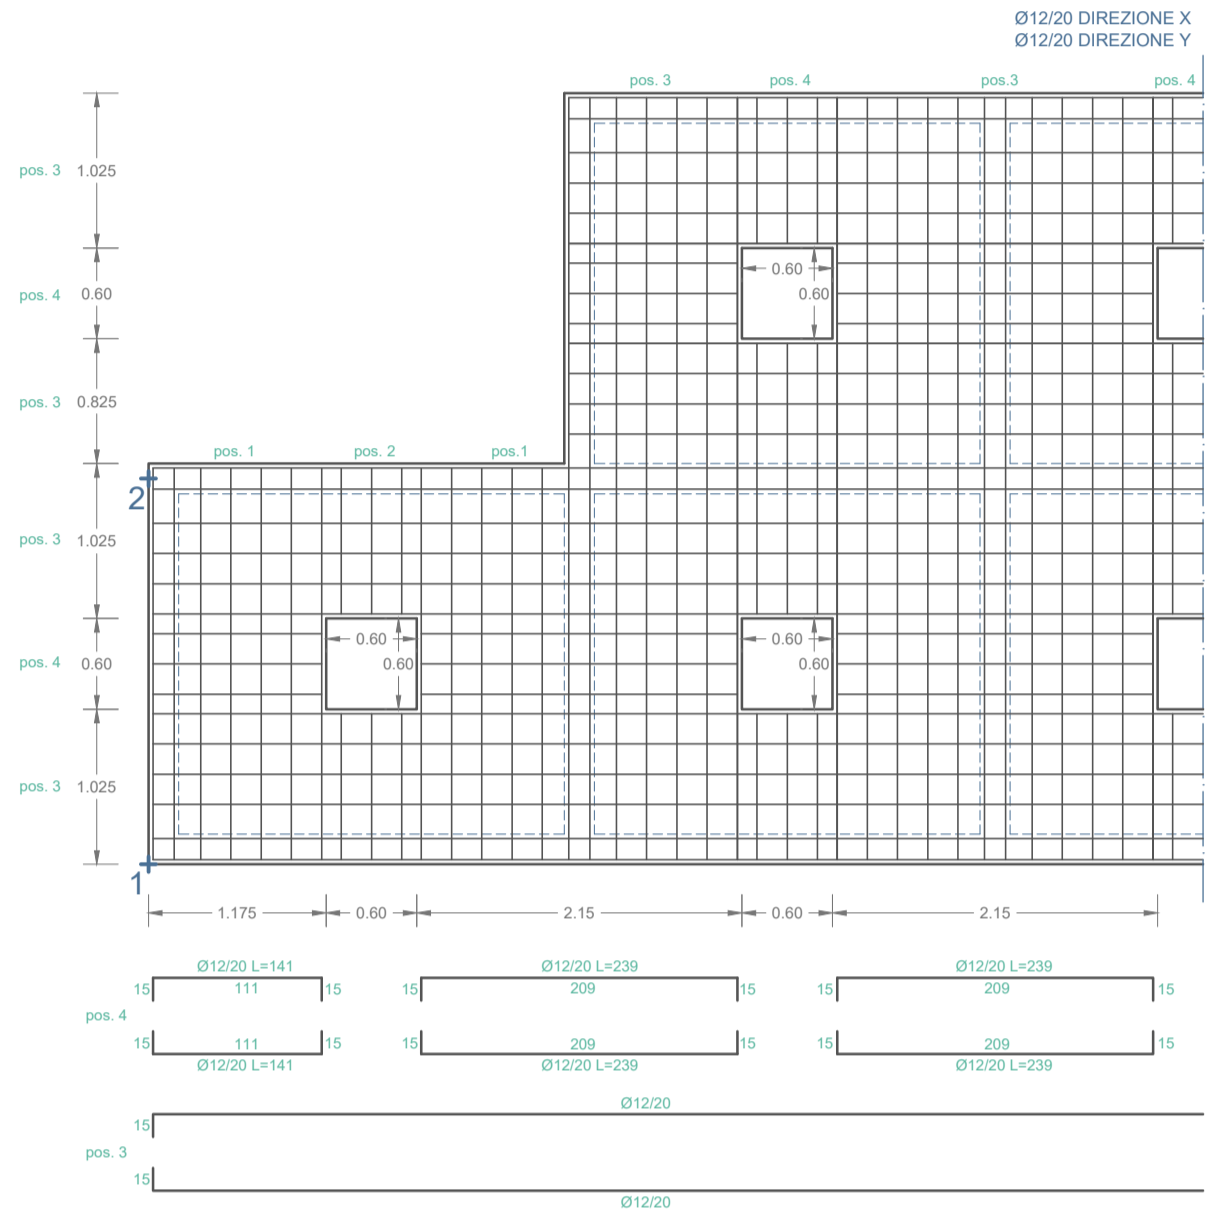 Ø12/20 DIREZIONE X
Ø12/20 DIREZIONE Y
pos. 3 pos. 4 pos.3 pos. 4
pos. 3 1.025
pos. 4 0.60
0.60
0.60
pos. 3 0.825
pos. 1 pos. 2 pos.1
2
pos. 3 1.025
pos. 4 0.60
0.60 0.60
0.60 0.60
pos. 3 1.025
1
1.175 0.60 2.15 0.60 2.15
Ø12/20 L=141 Ø12/20 L=239 Ø12/20 L=239
15 111 15 15 209 15 15 209 15
pos. 4
15 111 15 15 209 15 15 209 15
Ø12/20 L=141 Ø12/20 L=239 Ø12/20 L=239
Ø12/20
15
pos. 3
15
Ø12/20